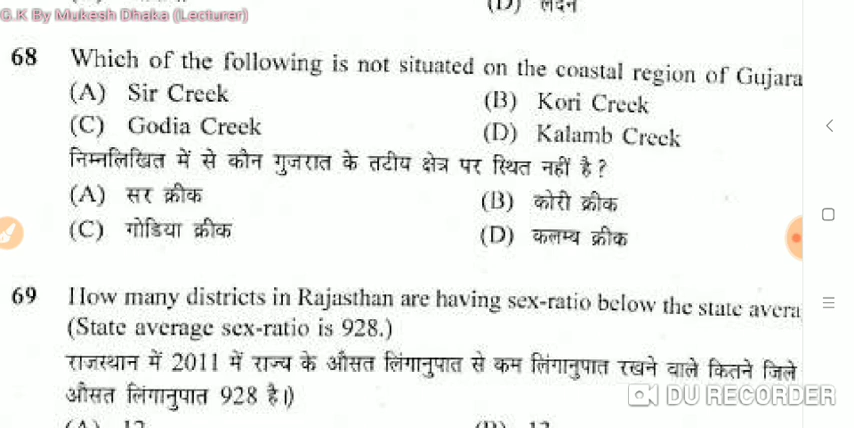 (D) लंदन
G.K By Mukesh Dhaka (Lecturer)
68 Which of the following is not situated on the coastal region of Gujara
(A) Sir Creek
(B) Kori Creek
(C) Godia Creek
(D) Kalamb Creek
निम्नलिखित में से कौन गुजरात के तटीय क्षेत्र पर स्थित नहीं है ?
(A) सर क्रीक
(B) कोरी क्रीक
(C) गोडिया क्रीक
(D) कलम्ब क्रीक
69 How many districts in Rajasthan are having sex-ratio below the state avera
(State average sex-ratio is 928.)
राजस्थान में 2011 में राज्य के औसत लिंगानुपात से कम लिंगानुपात रखने वाले कितने जिले
औसत लिंगानुपात 928 है।)
DU RECORDER
(A) 12